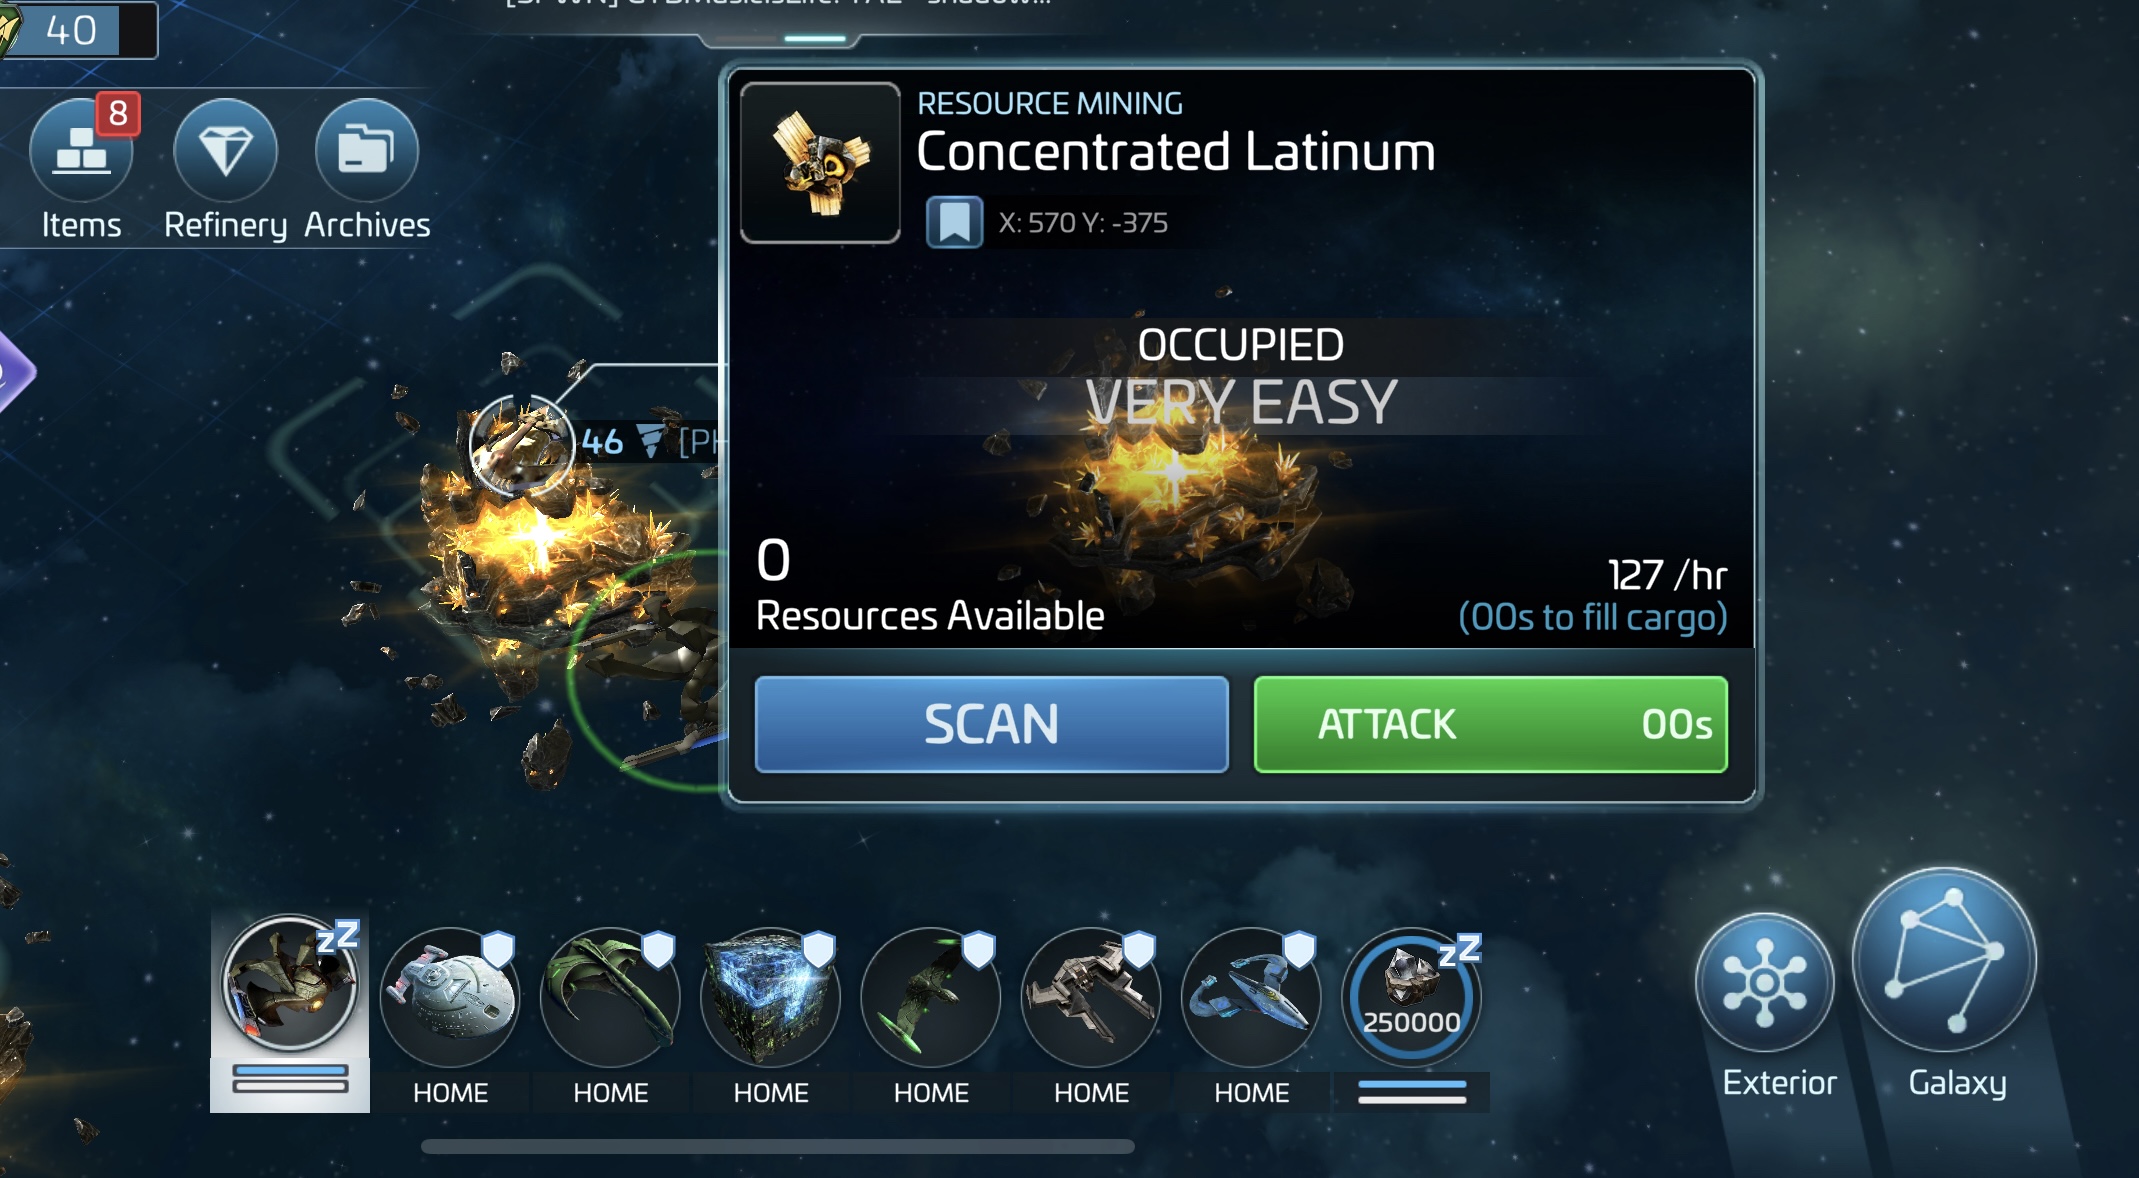 40
8
Items
Refinery
Archives
RESOURCE MINING
Concentrated Latinum
X: 570 Y: -375
OCCUPIED
VERY EASY
46 [PH
0
Resources Available
127 /hr
(00s to fill cargo)
SCAN
ATTACK 00s
zZ
HOME
HOME
HOME
HOME
HOME
HOME
zZ
250000
Exterior
Galaxy